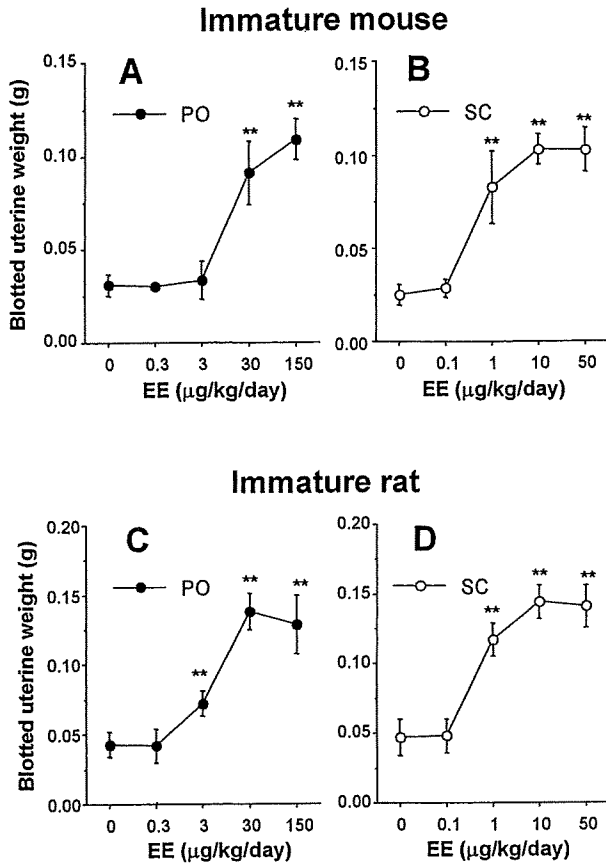 Immature mouse
A
PO
** **
Blotted uterine weight (g)
0.15
0.10
0.05
0.00
0 0.3 3 30 150
EE (μg/kg/day)
B
SC
** ** **
0.15
0.10
0.05
0.00
0 0.1 1 10 50
EE (μg/kg/day)
Immature rat
C
PO
** ** **
Blotted uterine weight (g)
0.20
0.15
0.10
0.05
0.00
0 0.3 3 30 150
EE (μg/kg/day)
D
SC
** ** **
0.20
0.15
0.10
0.05
0.00
0 0.1 1 10 50
EE (μg/kg/day)